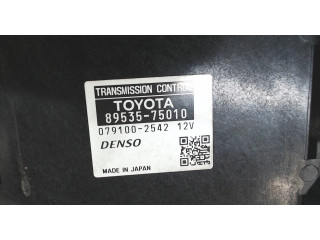 TRANSMISSION CONTROL
TOYOTA
89535-75010
079100-2542 12V
DENSO
MADE IN JAPAN